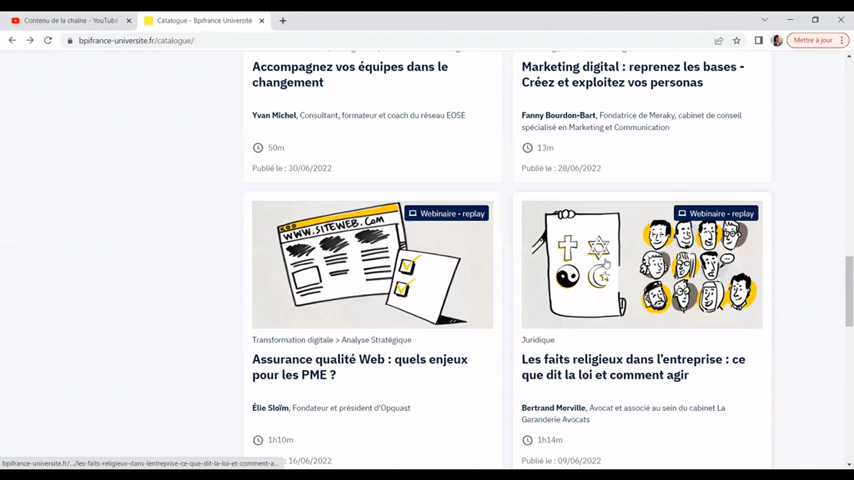 Contenu de la chaîne - YouTube
Catalogue - Bpifrance Université
bpifrance-universite.fr/catalogue/
Mettre à jour
Accompagnez vos équipes dans le
changement
Yvan Michel, Consultant, formateur et coach du réseau EOSE
50m
Publié le : 30/06/2022
Marketing digital : reprenez les bases -
Créez et exploitez vos personas
Fanny Bourdon-Bart, Fondatrice de Meraky, cabinet de conseil
spécialisé en Marketing et Communication
13m
Publié le : 28/06/2022
WWW.SITEWEB.COM
Webinaire - replay
Transformation digitale > Analyse Stratégique
Assurance qualité Web : quels enjeux
pour les PME ?
Élie Sloïm, Fondateur et président d'Opquast
1h10m
16/06/2022
Webinaire - replay
Juridique
Les faits religieux dans l'entreprise : ce
que dit la loi et comment agir
Bertrand Merville, Avocat et associé au sein du cabinet La
Garanderie Avocats
1h14m
Publié le : 09/06/2022
bpifrance-universite.fr/.../les-faits-religieux-dans-lentreprise-ce-que-dit-la-loi-et-comment-a...